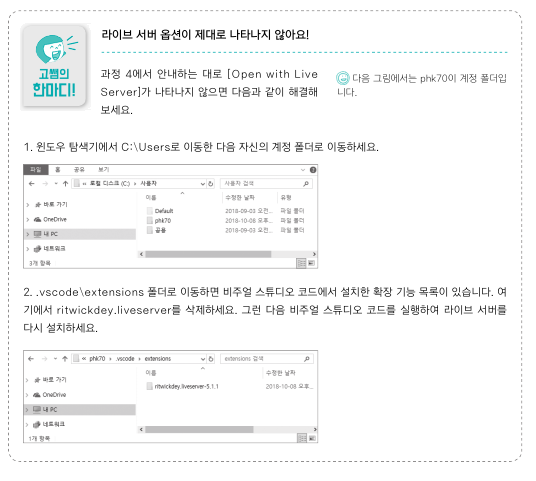 라이브 서버 옵션이 제대로 나타나지 않아요!
고쌤의
한마디!
과정 4에서 안내하는 대로 [Open with Live
Server]가 나타나지 않으면 다음과 같이 해결해
보세요.
다음 그림에서는 phk70이 계정 폴더입
니다.
1. 윈도우 탐색기에서 C:\Users로 이동한 다음 자신의 계정 폴더로 이동하세요.
파일 홈 공유 보기
« 로컬 디스크 (C:) › 사용자 사용자 검색
이름 수정한 날짜 유형
바로 가기
Default 2018-09-03 오전... 파일 폴더
OneDrive
phk70 2018-10-08 오후... 파일 폴더
내 PC
공용 2018-09-03 오전... 파일 폴더
네트워크
3개 항목
2. .vscode\extensions 폴더로 이동하면 비주얼 스튜디오 코드에서 설치한 확장 기능 목록이 있습니다. 여
기에서 ritwickdey.liveserver를 삭제하세요. 그런 다음 비주얼 스튜디오 코드를 실행하여 라이브 서버를
다시 설치하세요.
« phk70 › .vscode › extensions extensions 검색
이름 수정한 날짜
바로 가기
ritwickdey.liveserver-5.1.1 2018-10-08 오후...
OneDrive
내 PC
네트워크
1개 항목